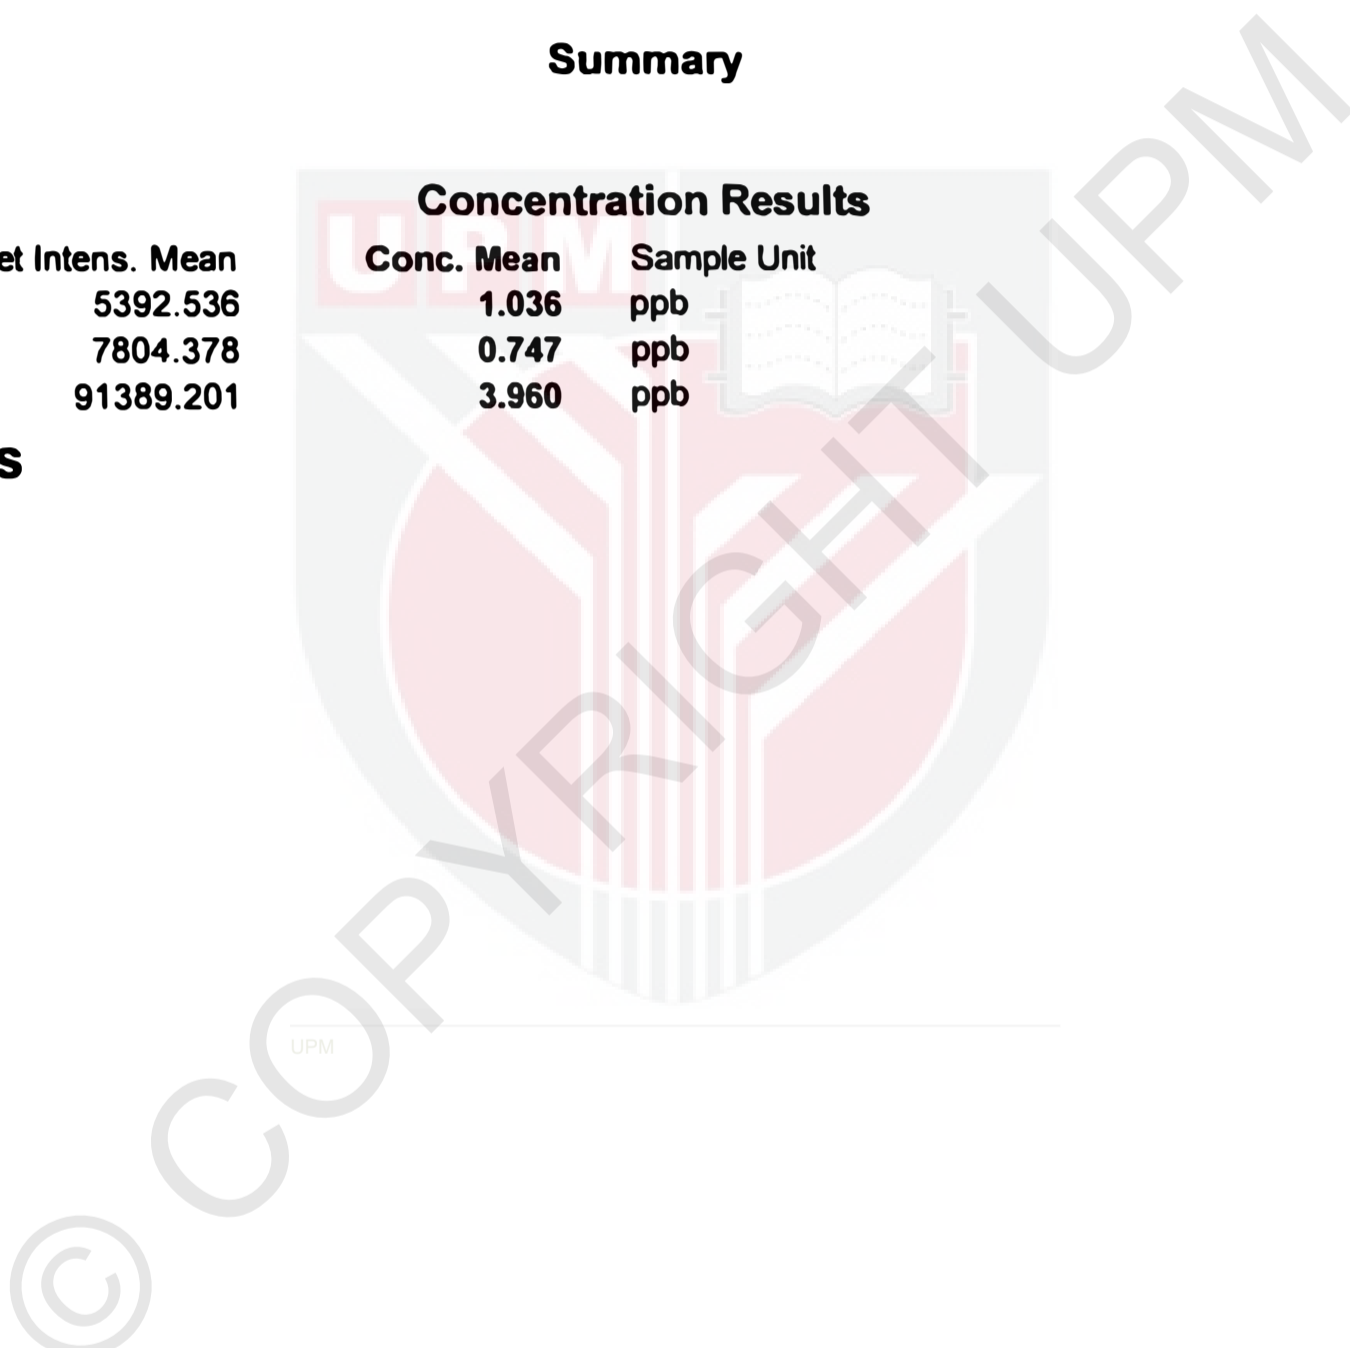 Summary
Concentration Results
et Intens. Mean Conc. Mean Sample Unit
5392.536 1.036 ppb
7804.378 0.747 ppb
91389.201 3.960 ppb
s
UPM
UPM
© COPYRIGHT UPM